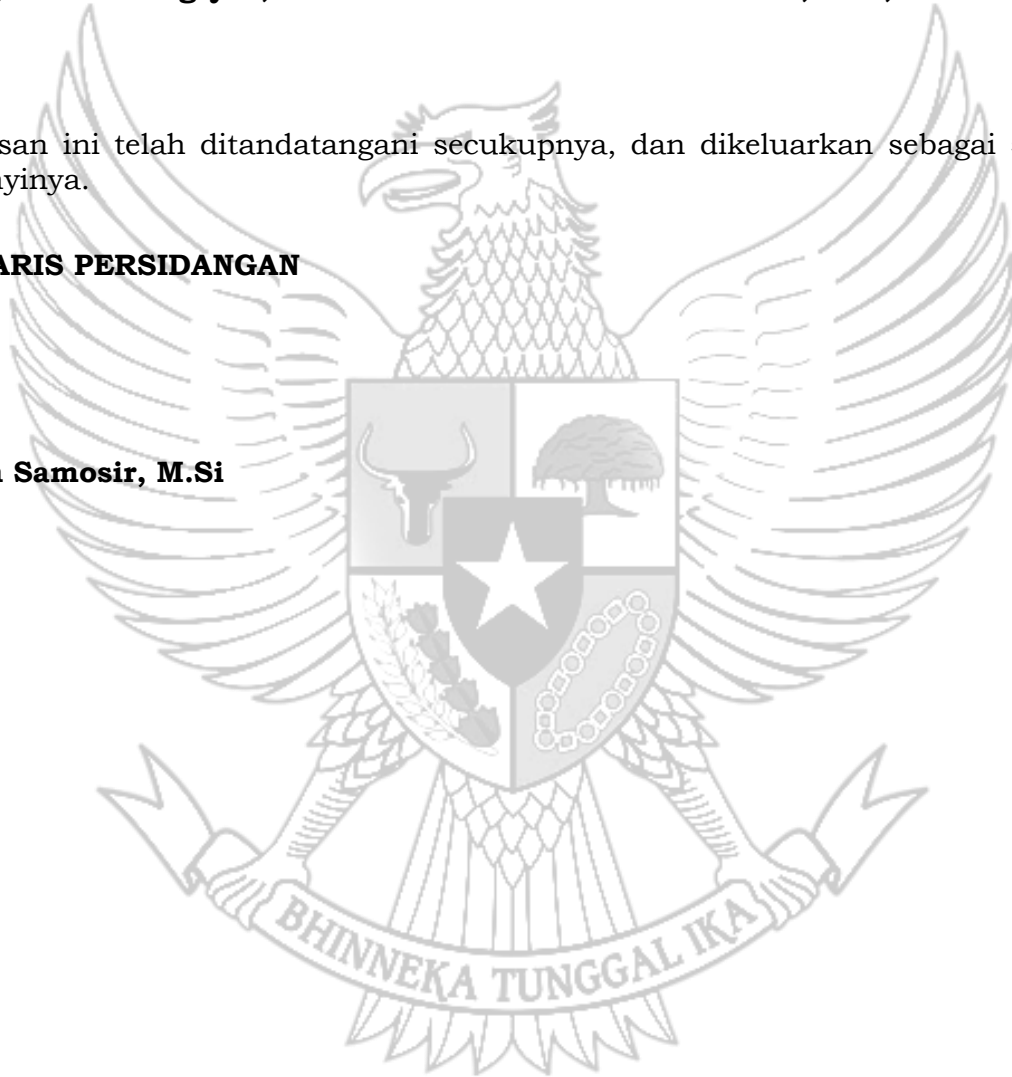 san ini telah ditandatangani secukupnya, dan dikeluarkan sebagai
yinya.
ARIS PERSIDANGAN
Samosir, M.Si
BHINNEKA TUNGGAL IKA